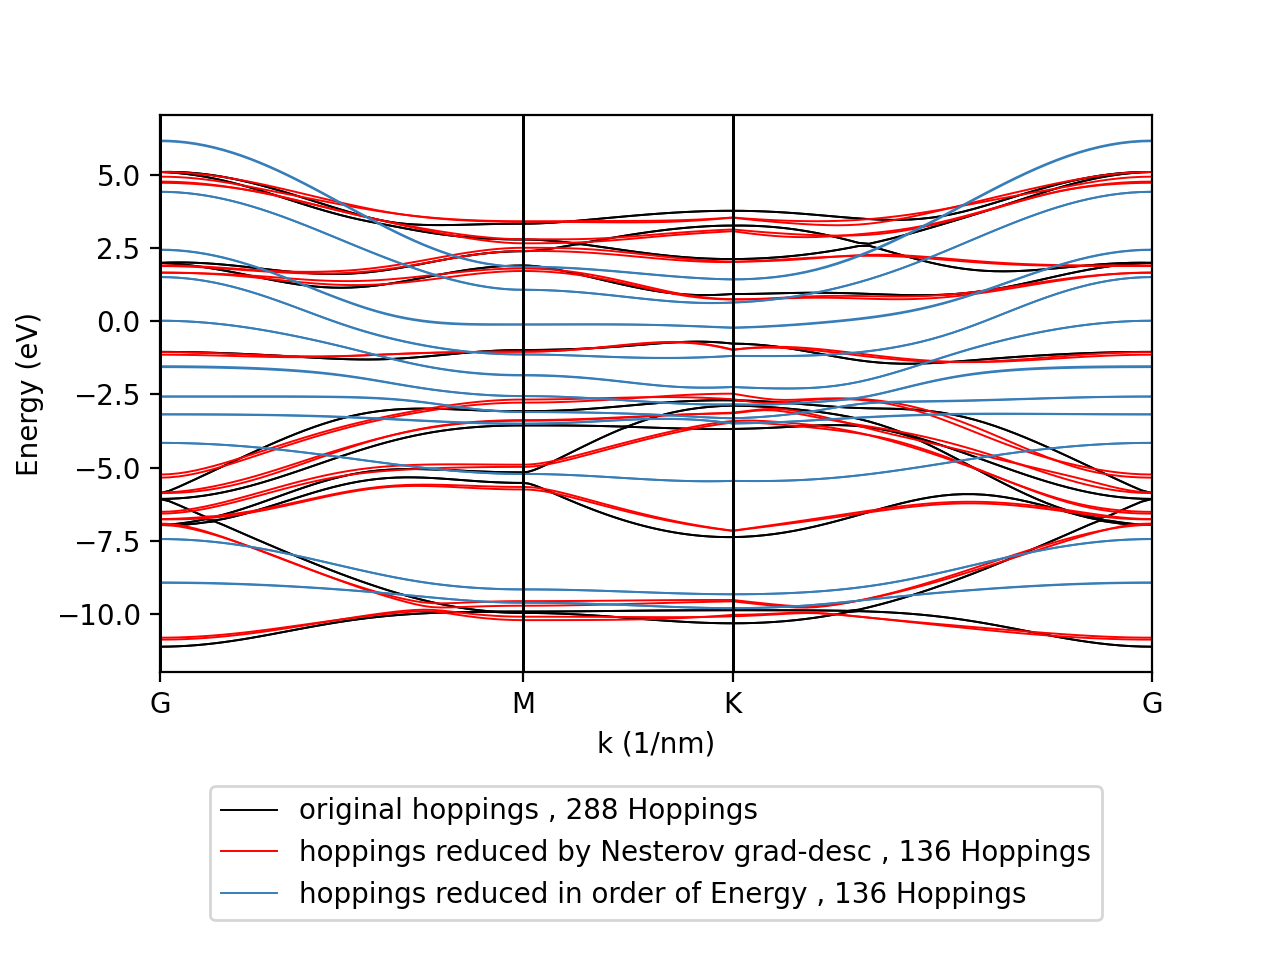 Energy (eV)
5.0
2.5
0.0
−2.5
−5.0
−7.5
−10.0
G M K G
k (1/nm)
original hoppings , 288 Hoppings
hoppings reduced by Nesterov grad-desc , 136 Hoppings
hoppings reduced in order of Energy , 136 Hoppings